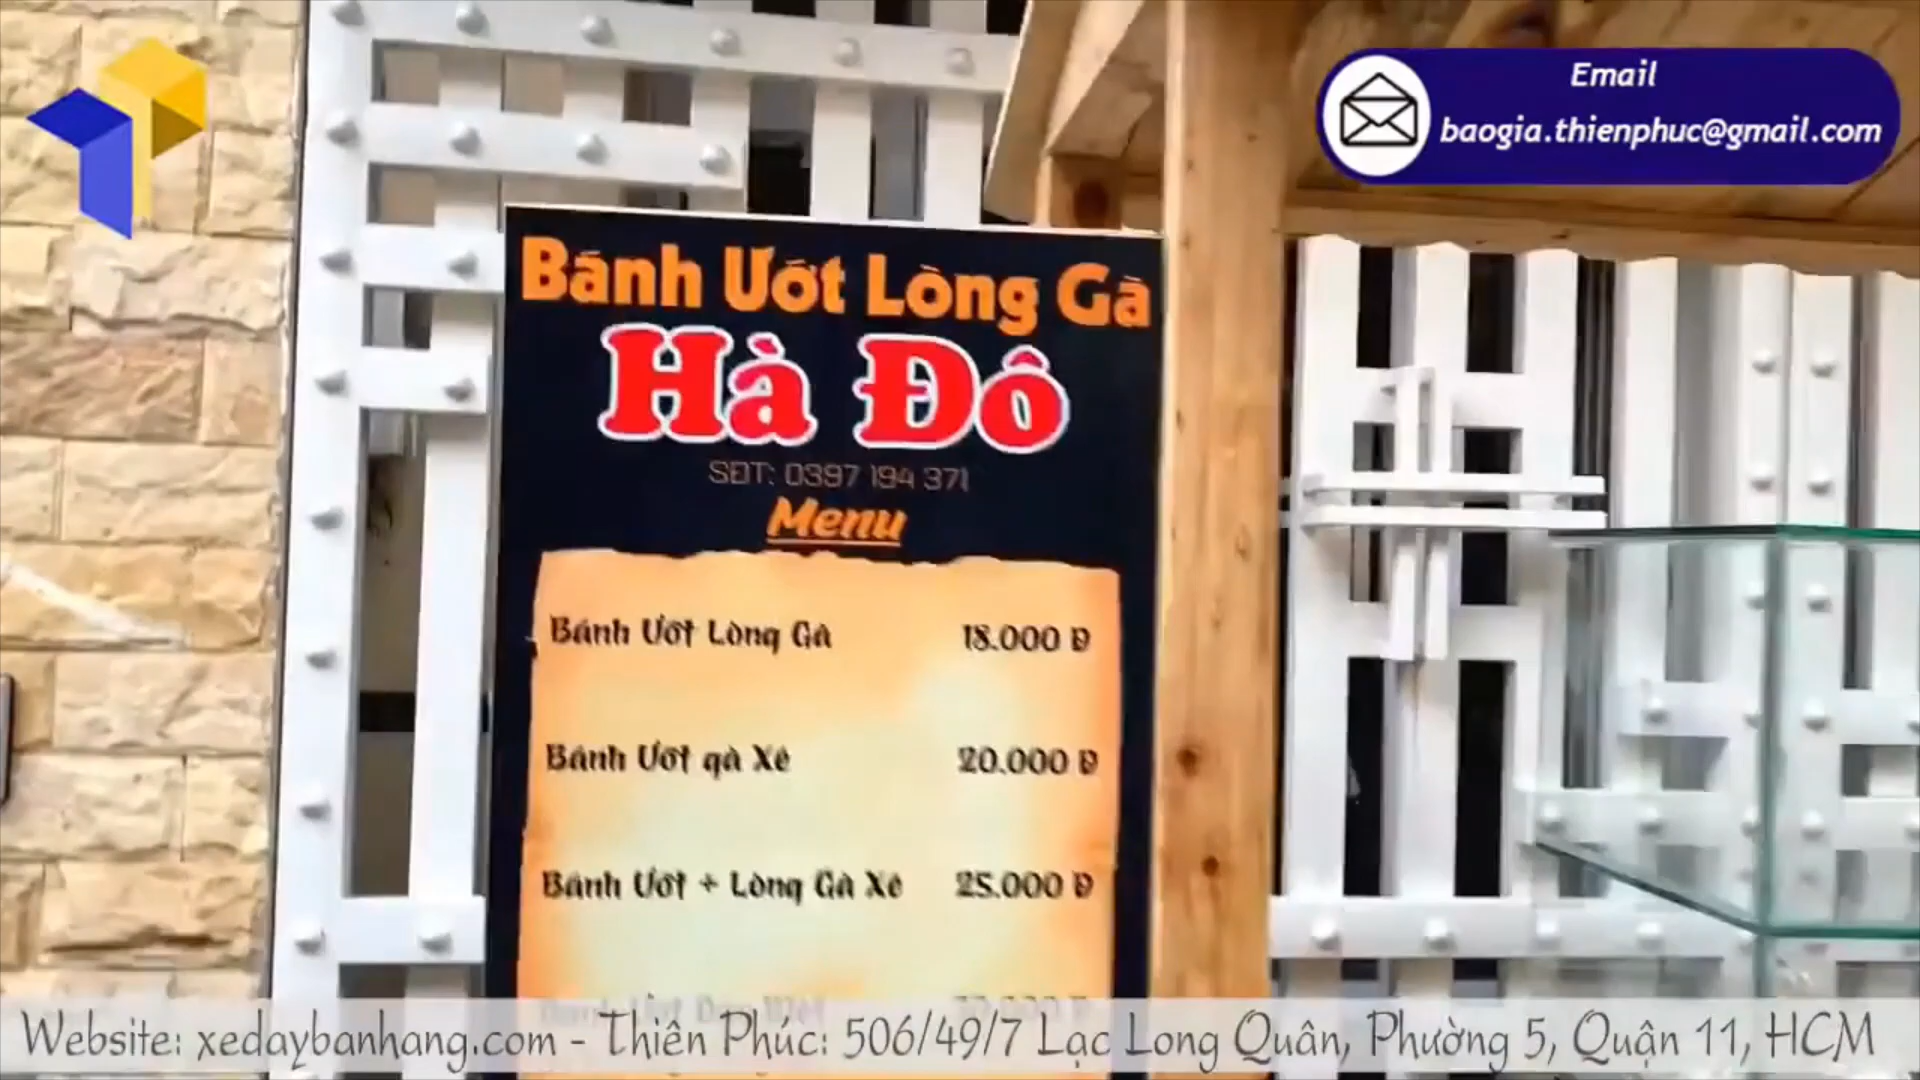 Email
baogia.thienphuc@gmail.com
Bánh Ướt Lòng Gà
Hà Đô
SĐT: 0397 194 371
Menu
Bánh Ướt Lòng Gà 18.000 Đ
Bánh Ướt gà Xé 20.000 Đ
Bánh Ướt + Lòng Gà Xé 25.000 Đ
Website: xedaybanhang.com - Thiên Phúc: 506/49/7 Lạc Long Quân, Phường 5, Quận 11, HCM